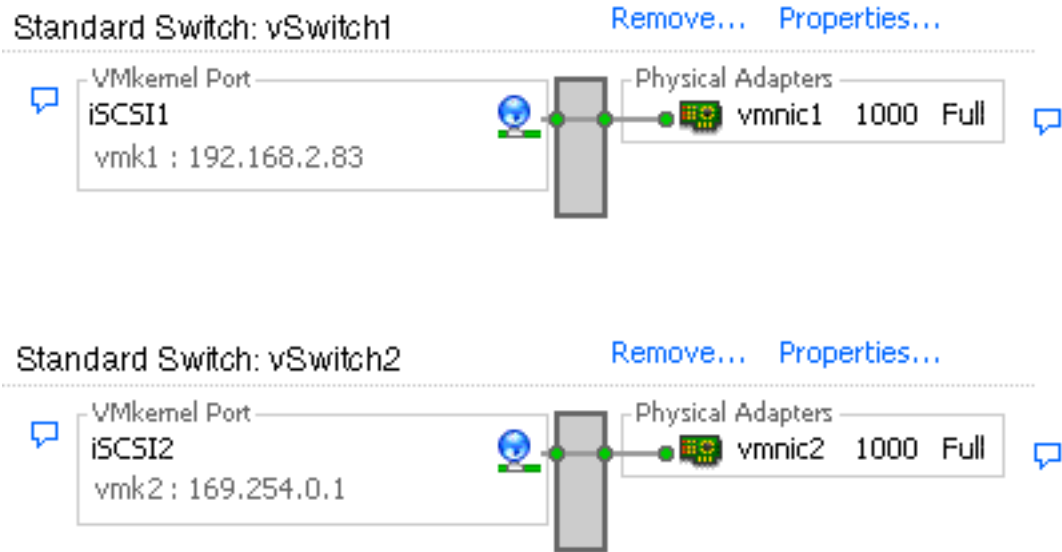 Standard Switch: vSwitch1 Remove... Properties...
VMkernel Port Physical Adapters
iSCSI1 vmnic1 1000 Full
vmk1 : 192.168.2.83
Standard Switch: vSwitch2 Remove... Properties...
VMkernel Port Physical Adapters
iSCSI2 vmnic2 1000 Full
vmk2 : 169.254.0.1